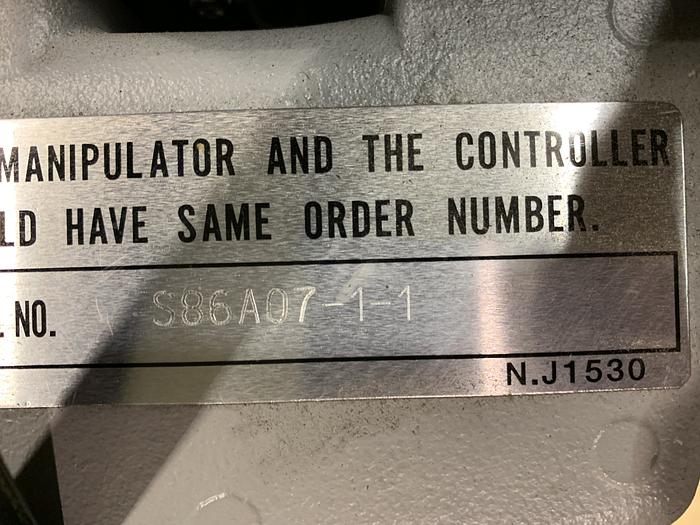 MANIPULATOR AND THE CONTROLLER
LD HAVE SAME ORDER NUMBER.
. NO. S86A07-1-1
N.J1530